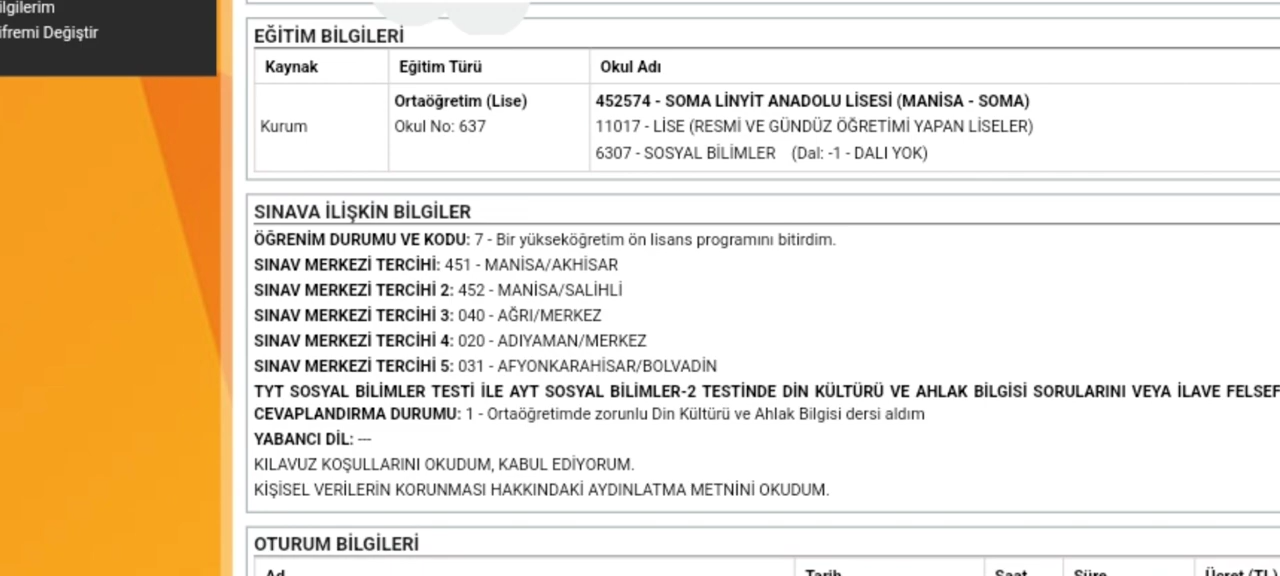 ilgilerim
ifremi Değiştir
EĞİTİM BİLGİLERİ
Kaynak Eğitim Türü Okul Adı
Kurum
Ortaöğretim (Lise)
Okul No: 637
452574 - SOMA LİNYİT ANADOLU LİSESİ (MANİSA - SOMA)
11017 - LİSE (RESMİ VE GÜNDÜZ ÖĞRETİMİ YAPAN LİSELER)
6307 - SOSYAL BİLİMLER (Dal: -1 - DALI YOK)
SINAVA İLİŞKİN BİLGİLER
ÖĞRENİM DURUMU VE KODU: 7 - Bir yükseköğretim ön lisans programını bitirdim.
SINAV MERKEZİ TERCİHİ: 451 - MANİSA/AKHİSAR
SINAV MERKEZİ TERCİHİ 2: 452 - MANİSA/SALİHLİ
SINAV MERKEZİ TERCİHİ 3: 040 - AĞRI/MERKEZ
SINAV MERKEZİ TERCİHİ 4: 020 - ADIYAMAN/MERKEZ
SINAV MERKEZİ TERCİHİ 5: 031 - AFYONKARAHİSAR/BOLVADİN
TYT SOSYAL BİLİMLER TESTİ İLE AYT SOSYAL BİLİMLER-2 TESTİNDE DİN KÜLTÜRÜ VE AHLAK BİLGİSİ SORULARINI VEYA İLAVE FELSEF
CEVAPLANDIRMA DURUMU: 1 - Ortaöğretimde zorunlu Din Kültürü ve Ahlak Bilgisi dersi aldım
YABANCI DİL: ---
KILAVUZ KOŞULLARINI OKUDUM, KABUL EDİYORUM.
KİŞİSEL VERİLERİN KORUNMASI HAKKINDAKİ AYDINLATMA METNİNİ OKUDUM.
OTURUM BİLGİLERİ
Ad Tarih Saat Süre Ücret (TL)